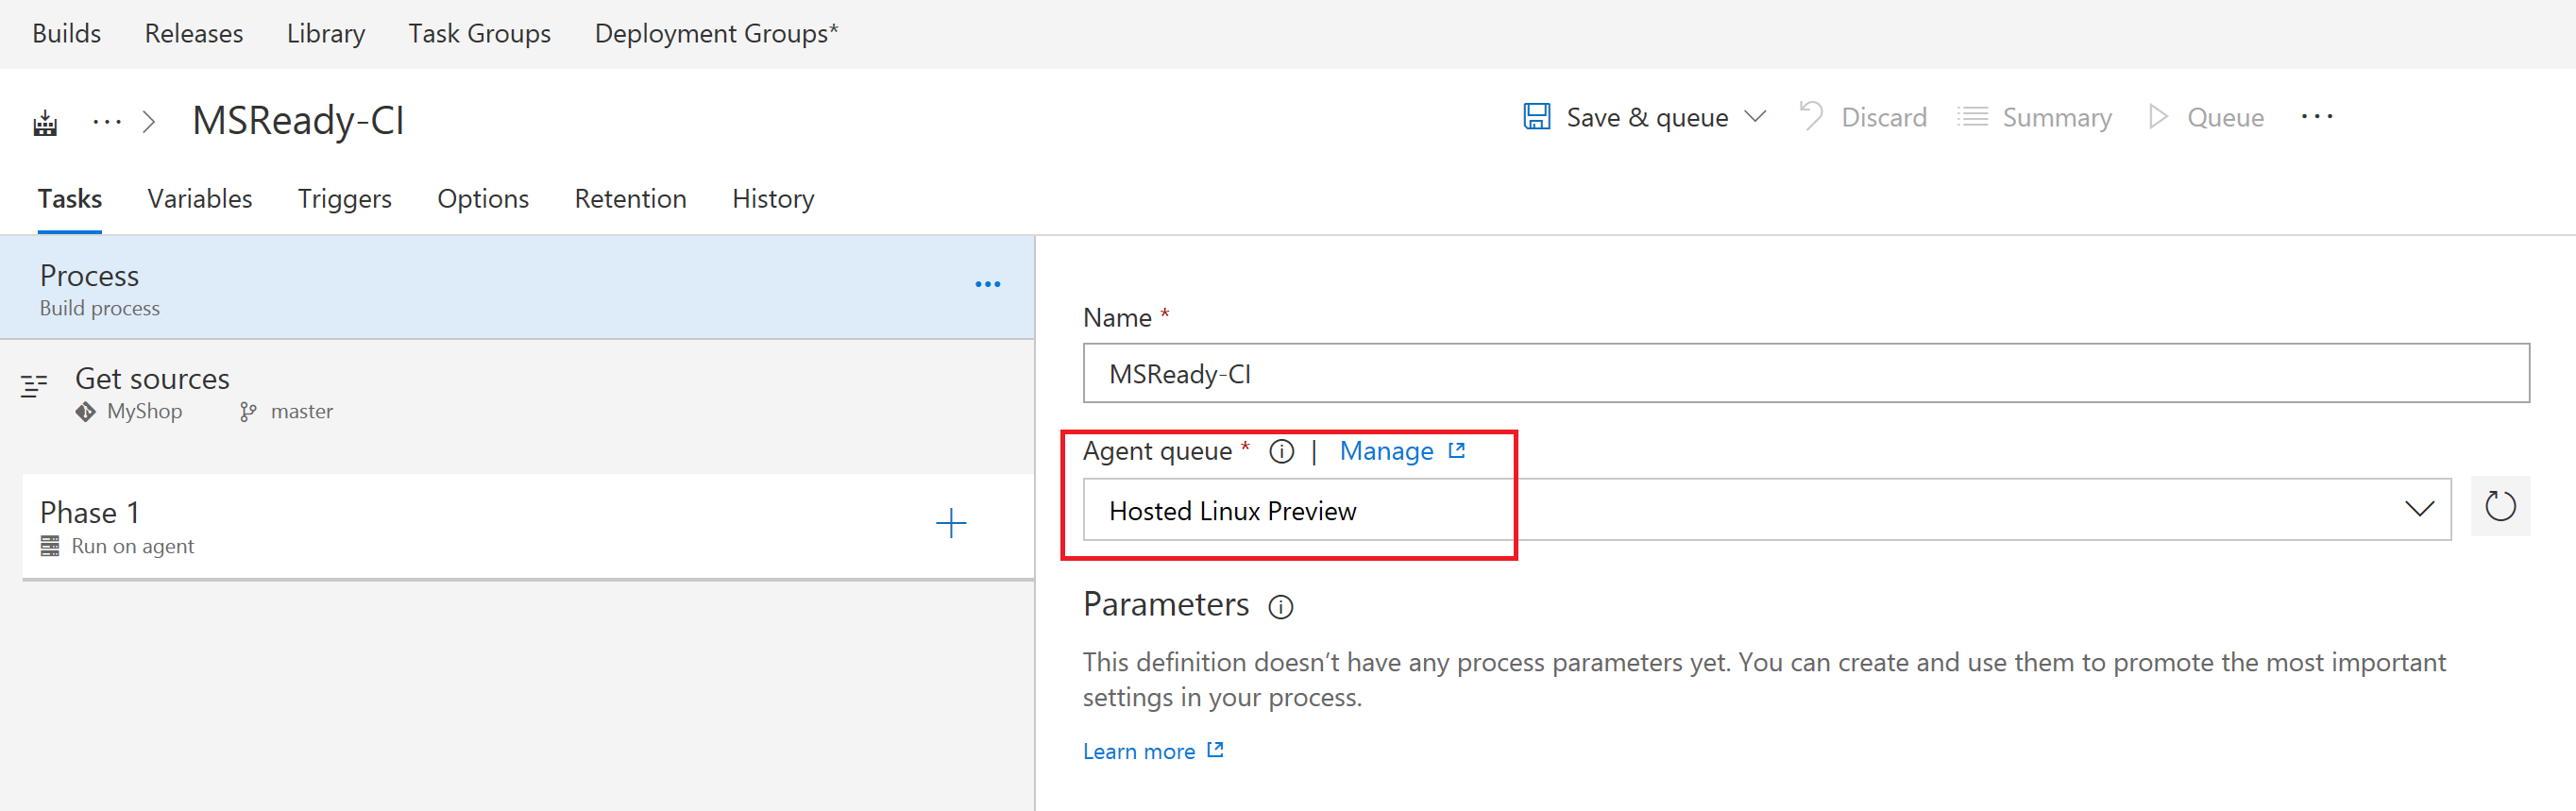 Builds Releases Library Task Groups Deployment Groups*
... MSReady-CI Save & queue Discard Summary Queue ...
Tasks Variables Triggers Options Retention History
Process
Build process
Get sources
MyShop master
Phase 1
Run on agent
Name *
MSReady-CI
Agent queue * | Manage
Hosted Linux Preview
Parameters
This definition doesn’t have any process parameters yet. You can create and use them to promote the most important
settings in your process.
Learn more